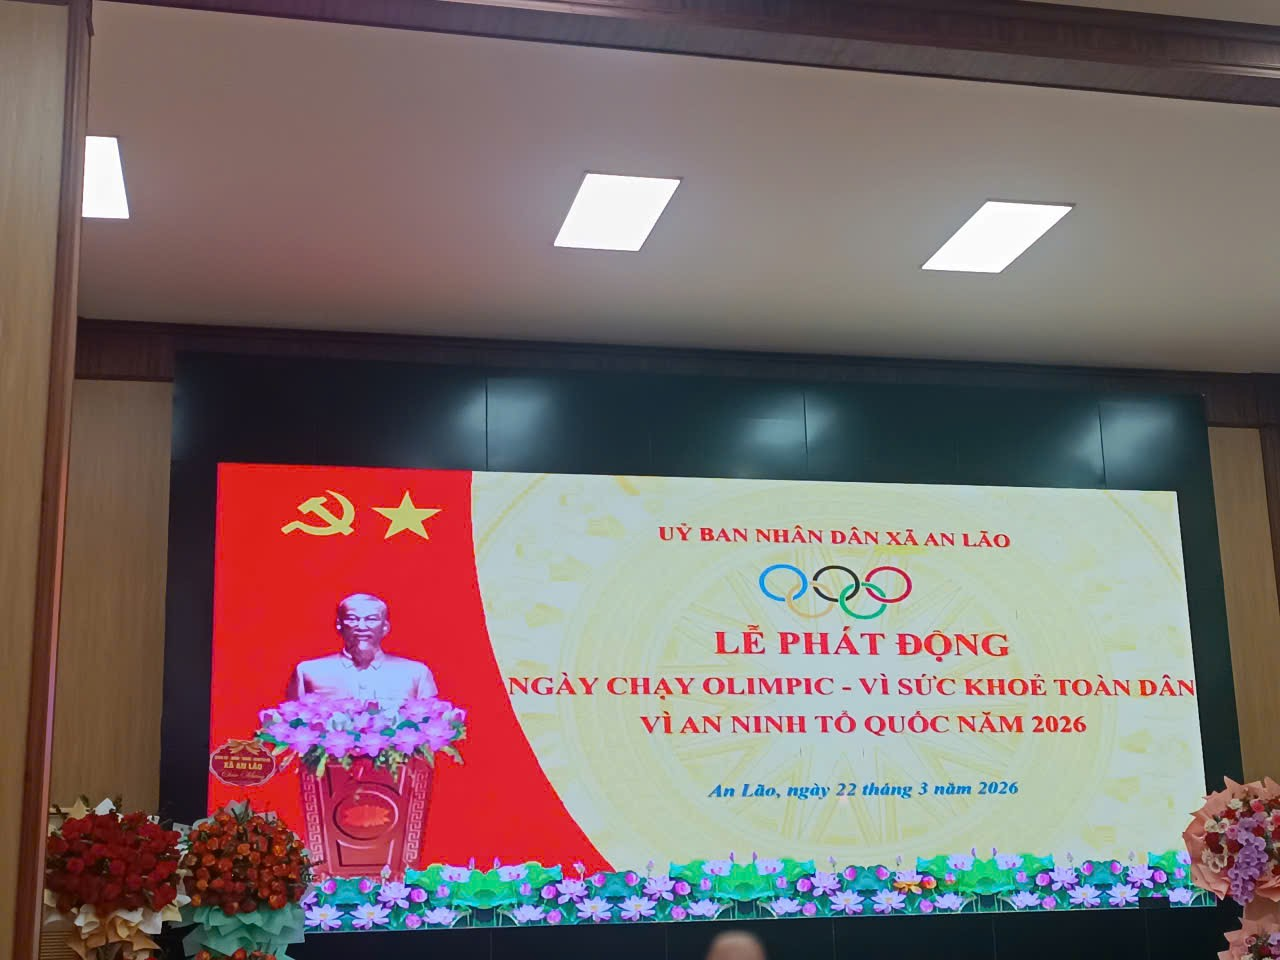 UỶ BAN NHÂN DÂN XÃ AN LÃO
LỄ PHÁT ĐỘNG
NGÀY CHẠY OLIMPIC - VÌ SỨC KHOẺ TOÀN DÂN
VÌ AN NINH TỔ QUỐC NĂM 2026
An Lão, ngày 22 tháng 3 năm 2026
XÃ AN LÃO